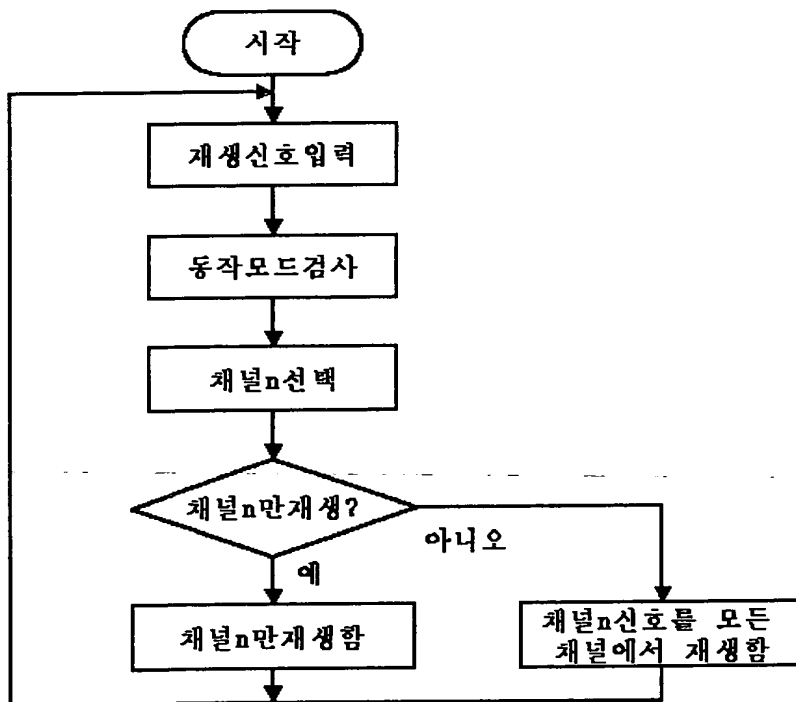 시작
재생신호입력
동작모드검사
채널n선택
채널n만재생?
아니오
예
채널n만재생함
채널n신호를 모든
채널에서 재생함